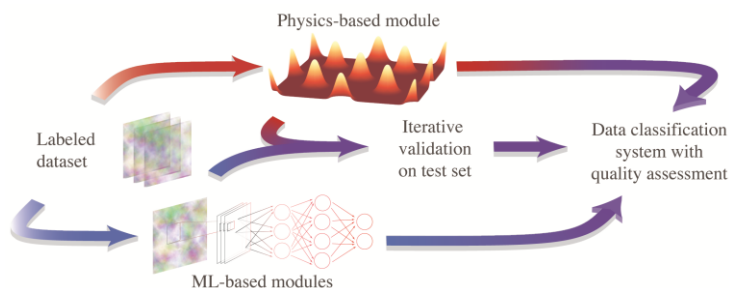 Physics-based module
Labeled
dataset
Iterative
validation
on test set
Data classification
system with
quality assessment
ML-based modules